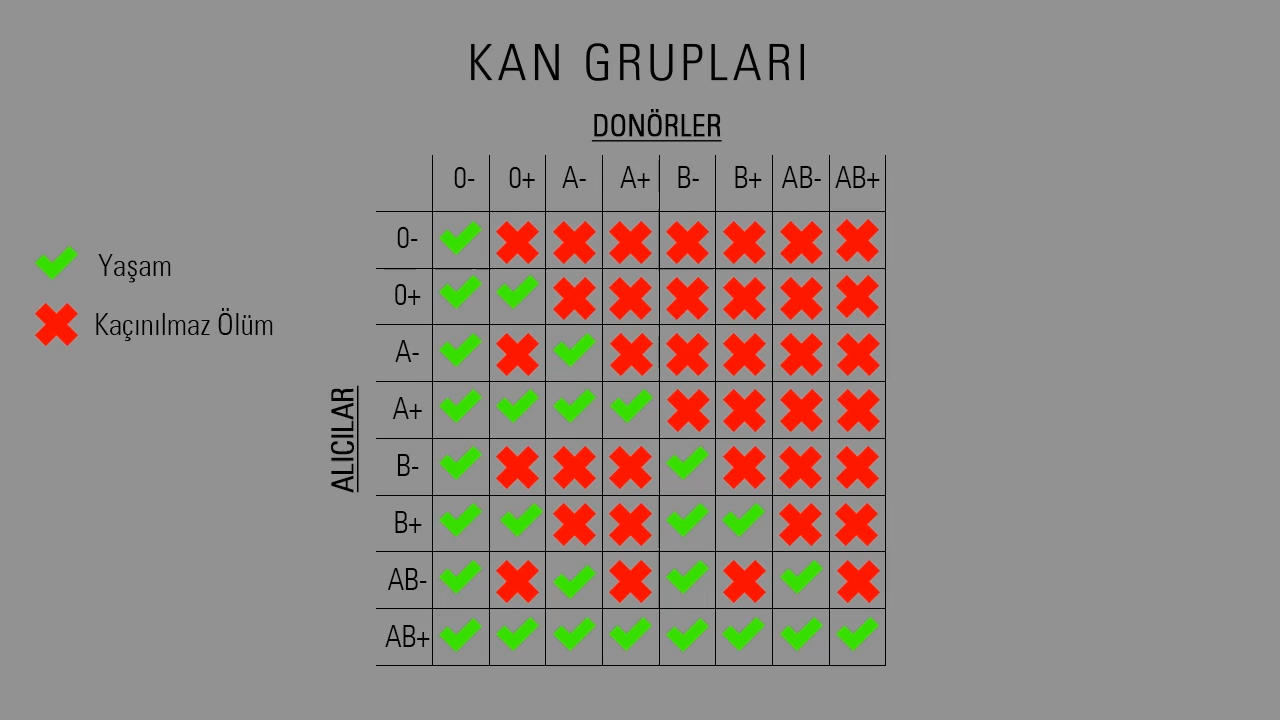 KAN GRUPLARI
DONÖRLER
0- 0+ A- A+ B- B+ AB- AB+
0-
Yaşam
0+
Kaçınılmaz Ölüm
A-
ALICILAR
A+
B-
B+
AB-
AB+